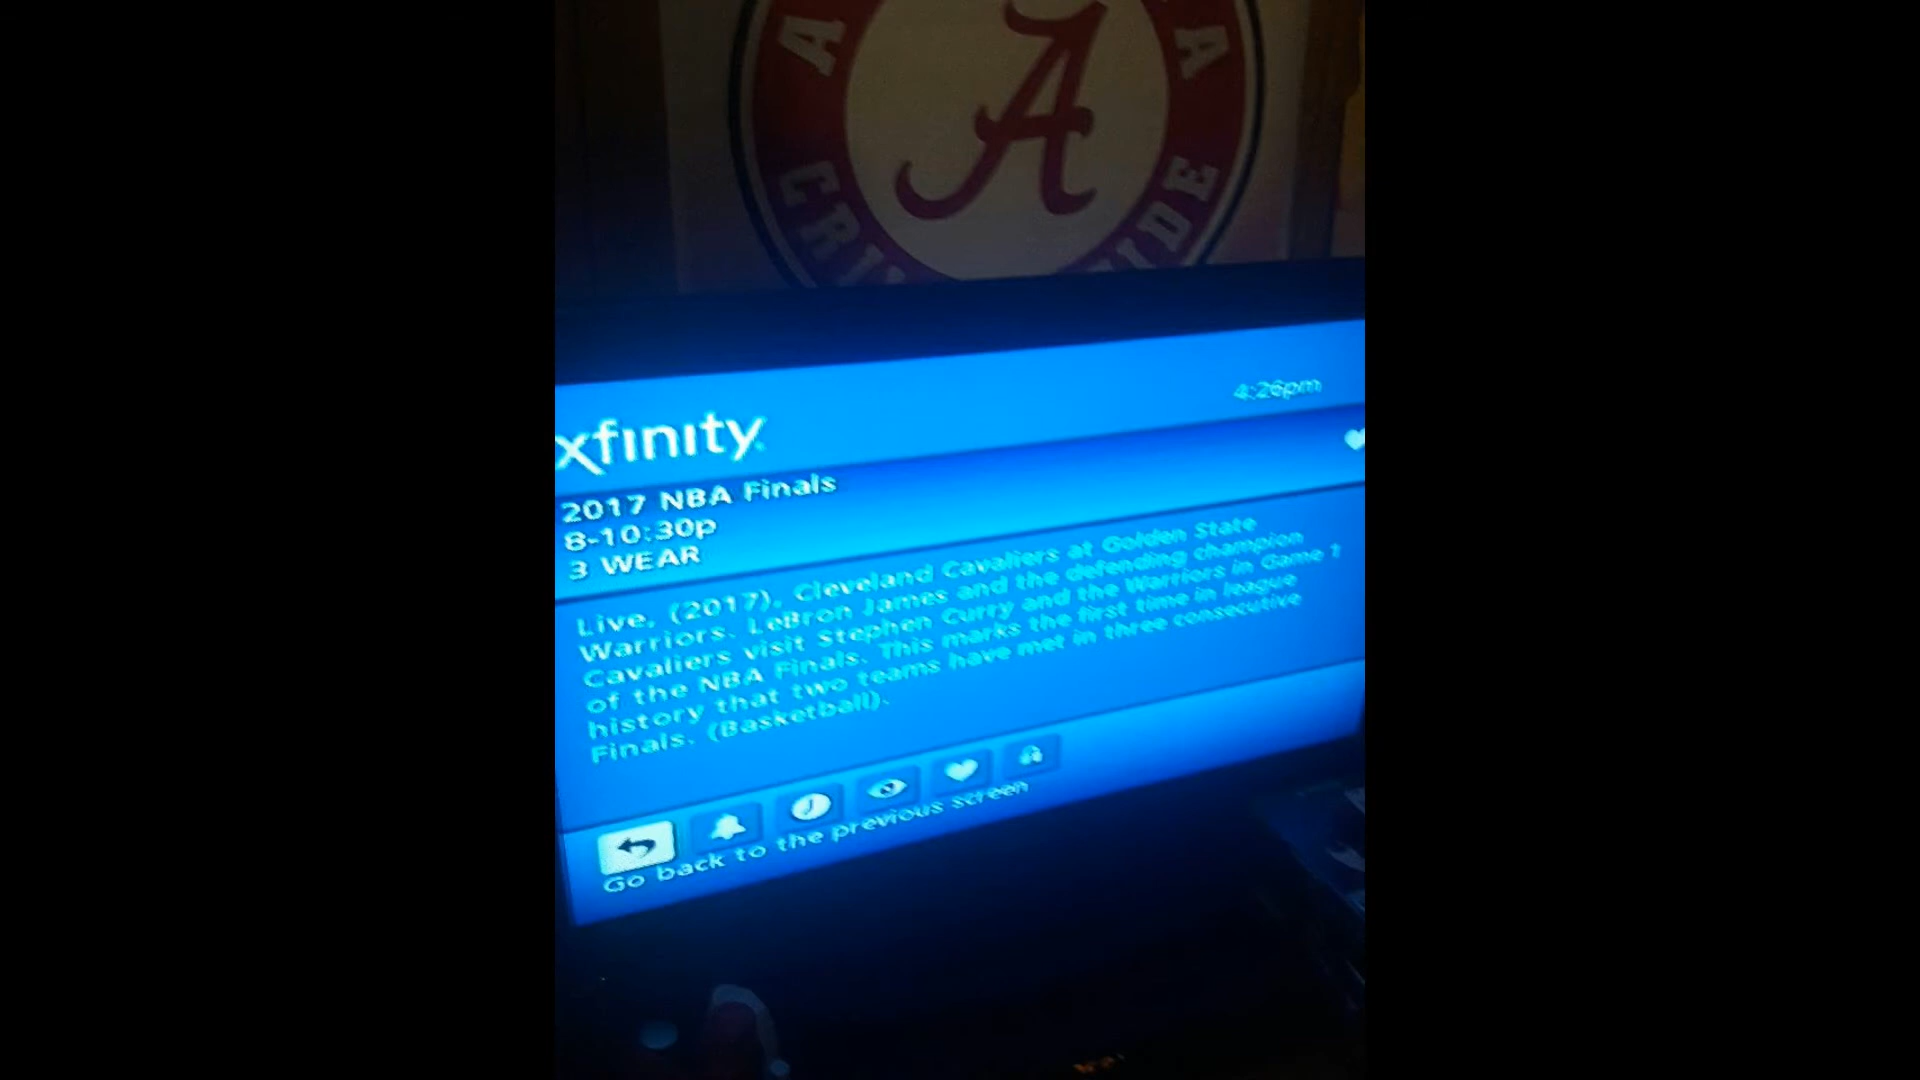 A A
A
CRI IDE
4:26pm
xfinity
2017 NBA Finals
8-10:30p
3 WEAR
Live. (2017). Cleveland Cavaliers at Golden State
Warriors. LeBron James and the defending champion
Cavaliers visit Stephen Curry and the Warriors in Game 1
of the NBA Finals. This marks the first time in league
history that two teams have met in three consecutive
Finals. (Basketball).
Go back to the previous screen